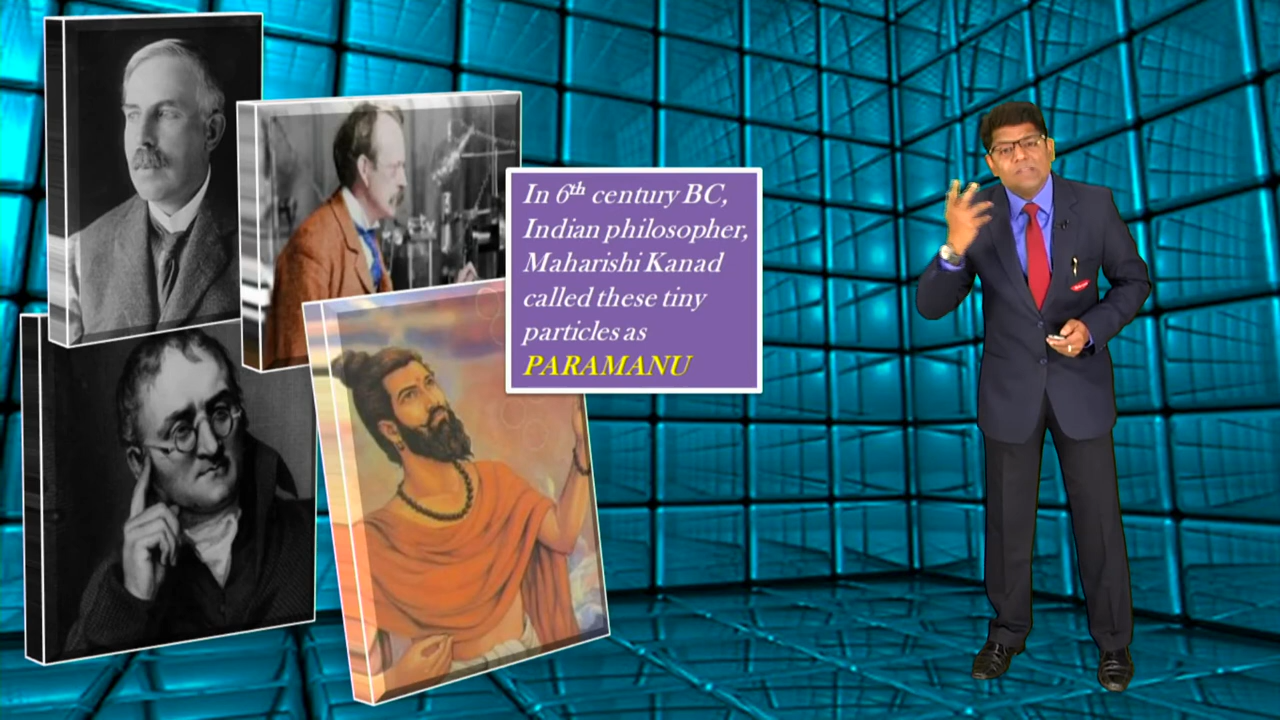 In 6th century BC,
Indian philosopher,
Maharishi Kanad
called these tiny
particles as
PARAMANU